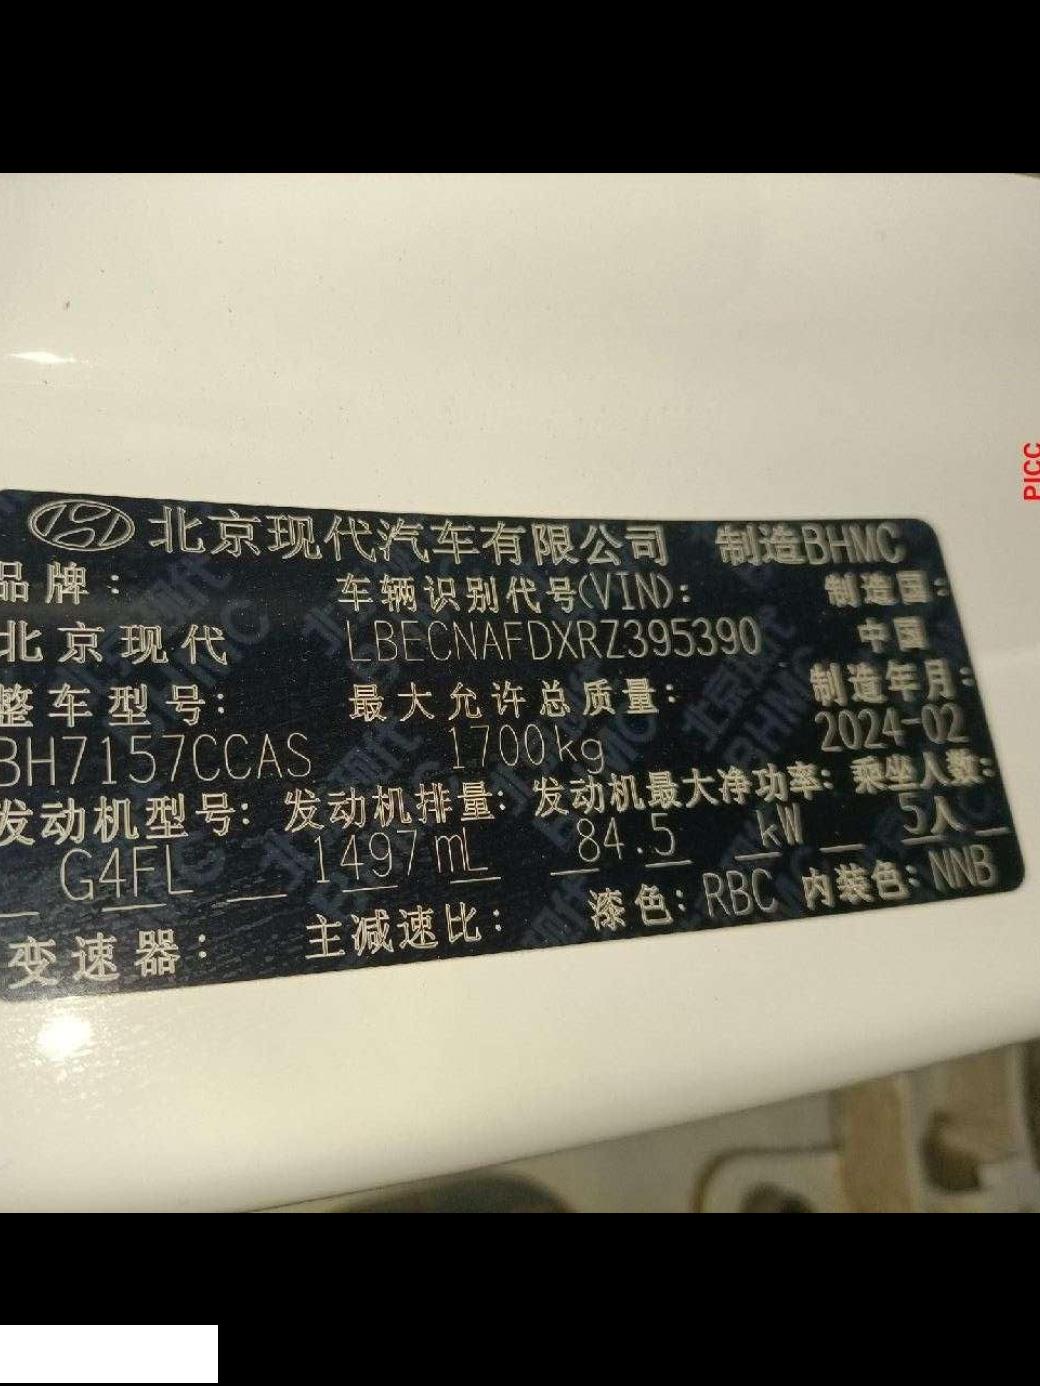 北京现代汽车有限公司 制造BHMC
品牌: 车辆识别代号(VIN): 制造国:
北京现代 LBECNAFDXRZ395390 中国
整车型号: 最大允许总质量: 制造年月:
BH7157CCAS 1700kg 2024-02
发动机型号: 发动机排量: 发动机最大净功率: 乘坐人数:
G4FL 1497mL 84.5 kW 5人
变速器: 主减速比: 漆色: RBC 内装色: NNB
PICC